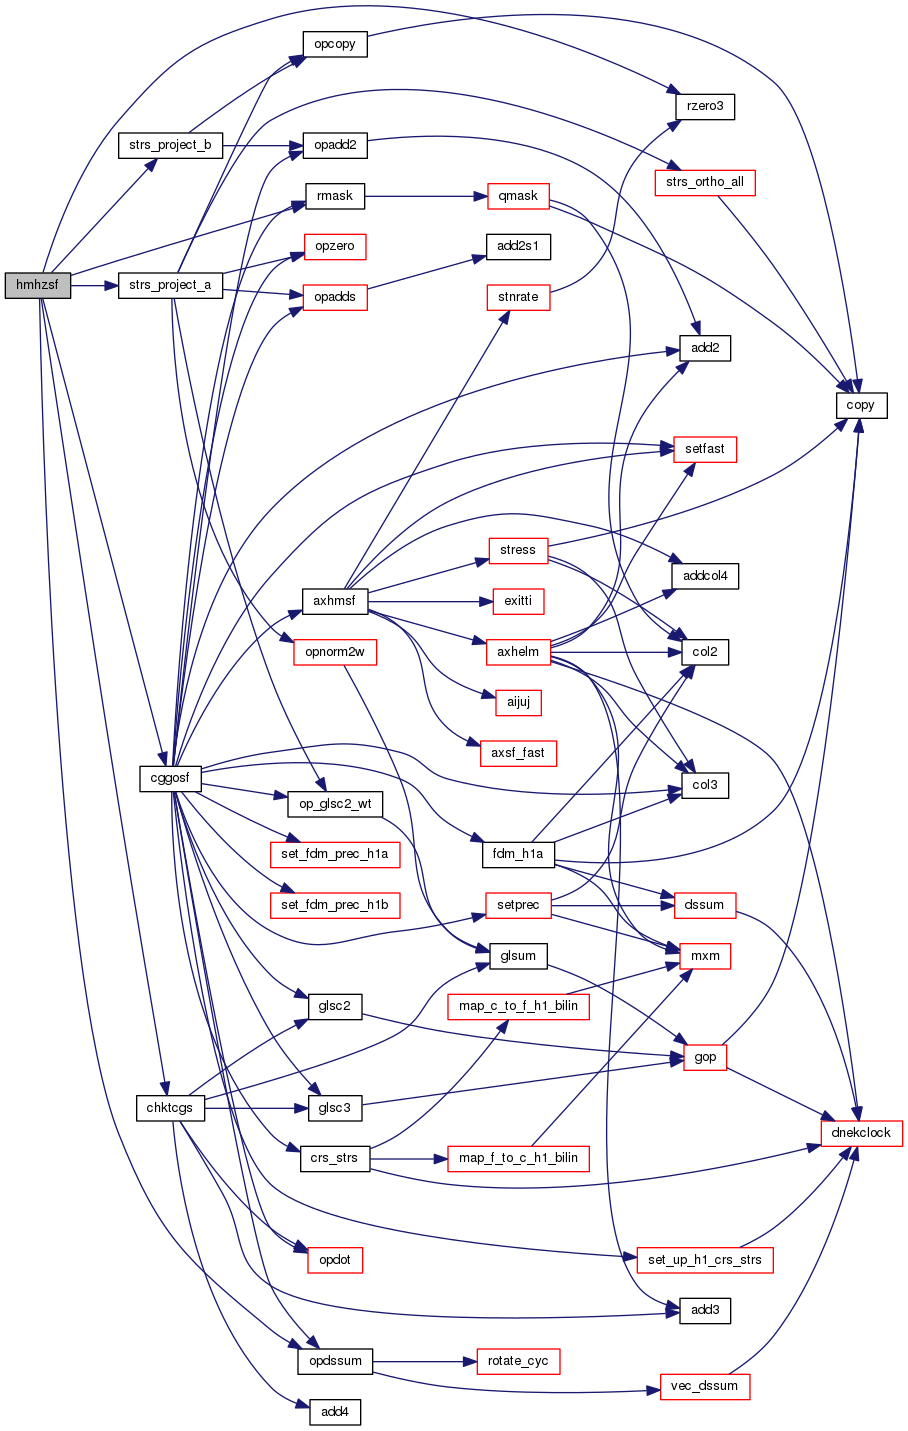 opcopy
rzero3
strs_project_b
opadd2
strs_ortho_all
rmask
qmask
add2s1
opzero
hmhzsf
strs_project_a
opadds
stnrate
add2
copy
setfast
stress
addcol4
axhmsf
exitti
opnorm2w
axhelm
col2
aijuj
axsf_fast
cggosf
col3
op_glsc2_wt
set_fdm_prec_h1a
fdm_h1a
set_fdm_prec_h1b
setprec
dssum
glsum
mxm
glsc2
map_c_to_f_h1_bilin
gop
chktcgs
glsc3
dnekclock
crs_strs
map_f_to_c_h1_bilin
opdot
set_up_h1_crs_strs
add3
opdssum
rotate_cyc
vec_dssum
add4